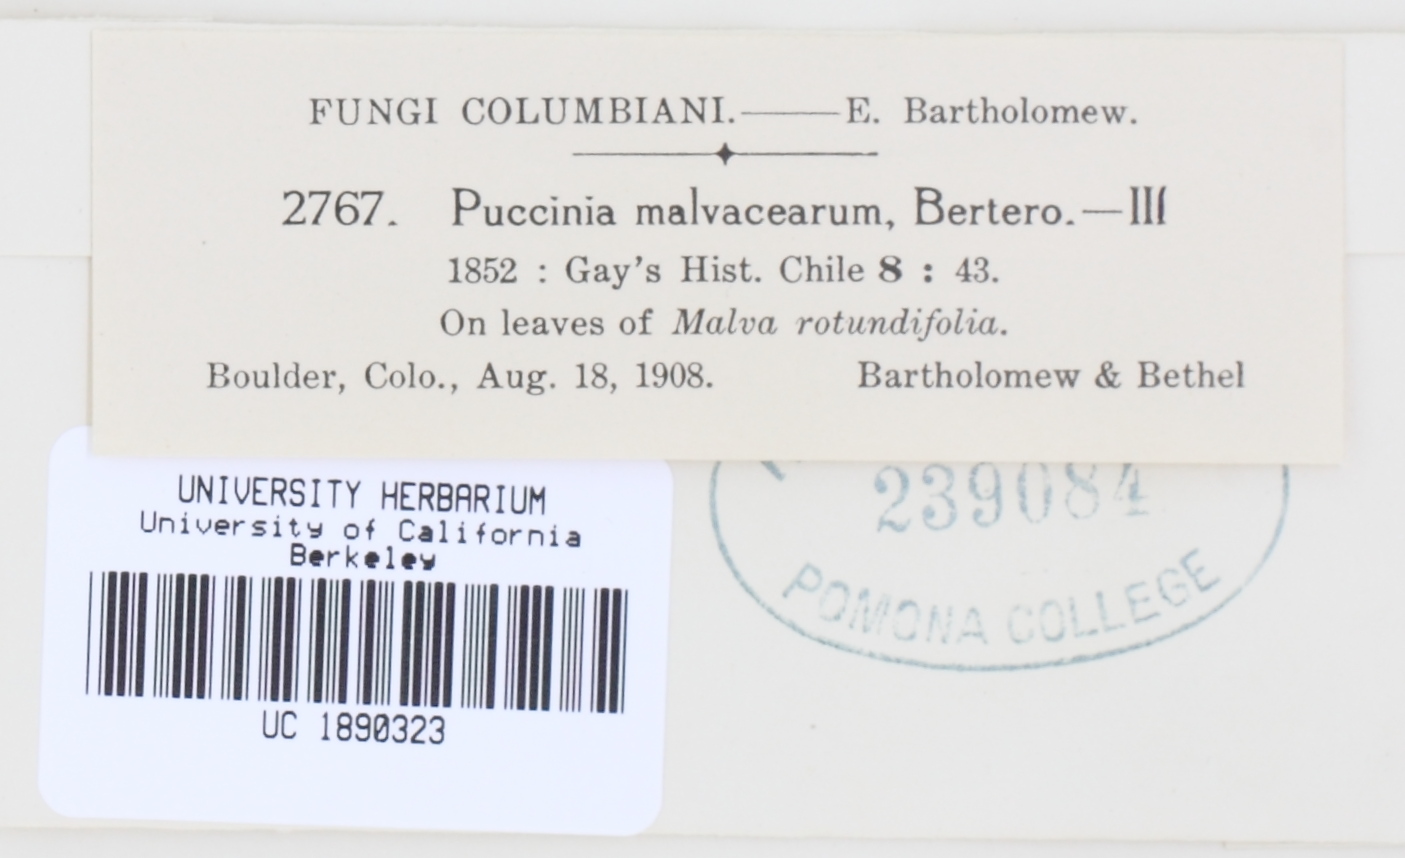 FUNGI COLUMBIANI.——E. Bartholomew.
2767. Puccinia malvacearum, Bertero.—III
1852 : Gay's Hist. Chile 8 : 43.
On leaves of Malva rotundifolia.
Boulder, Colo., Aug. 18, 1908. Bartholomew & Bethel
239084
POMONA COLLEGE
UNIVERSITY HERBARIUM
University of California
Berkeley
UC 1890323